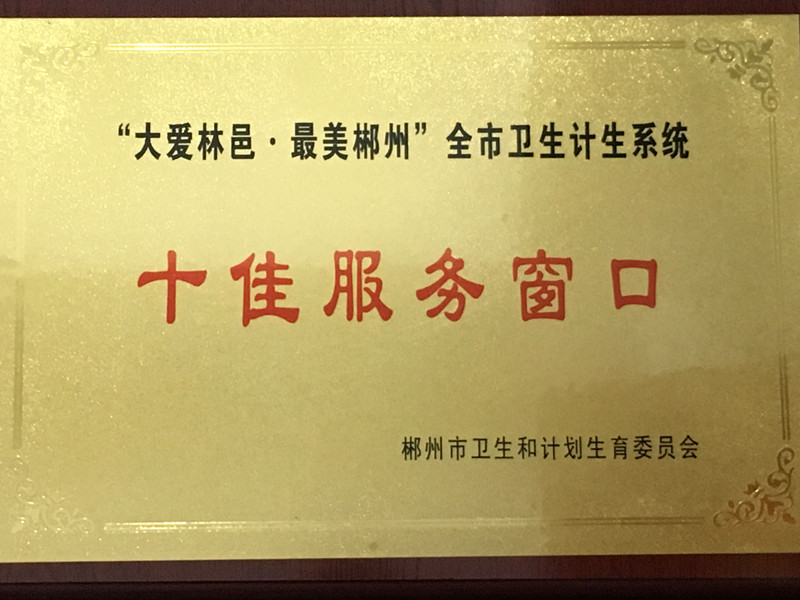 “大爱林邑·最美郴州”全市卫生计生系统
十佳服务窗口
郴州市卫生和计划生育委员会